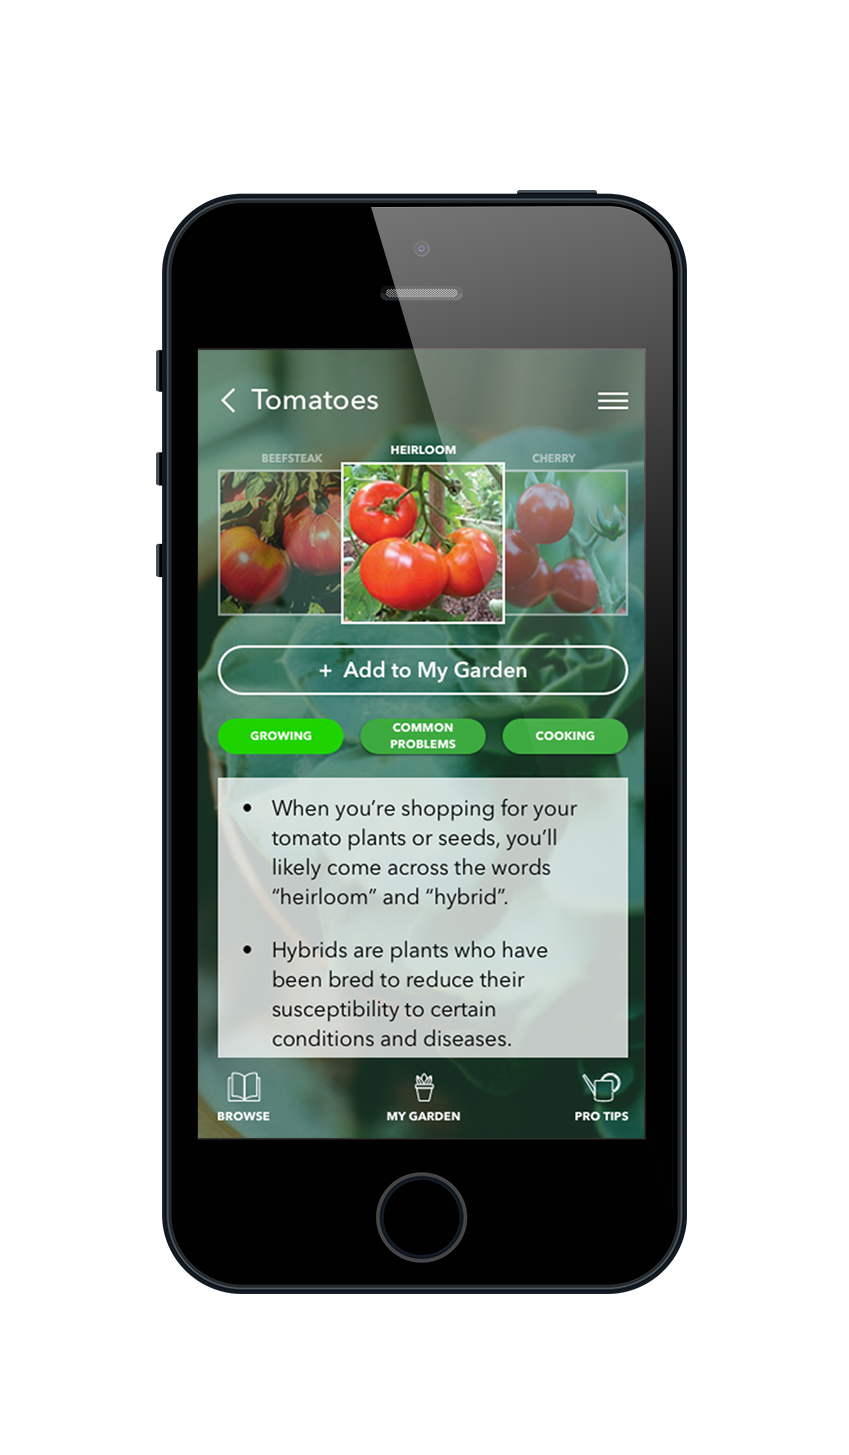 Tomatoes
BEEFSTEAK
HEIRLOOM
CHERRY
+ Add to My Garden
GROWING
COMMON
PROBLEMS
COOKING
• When you’re shopping for your
tomato plants or seeds, you’ll
likely come across the words
“heirloom” and “hybrid”.
• Hybrids are plants who have
been bred to reduce their
susceptibility to certain
conditions and diseases.
BROWSE
MY GARDEN
PRO TIPS